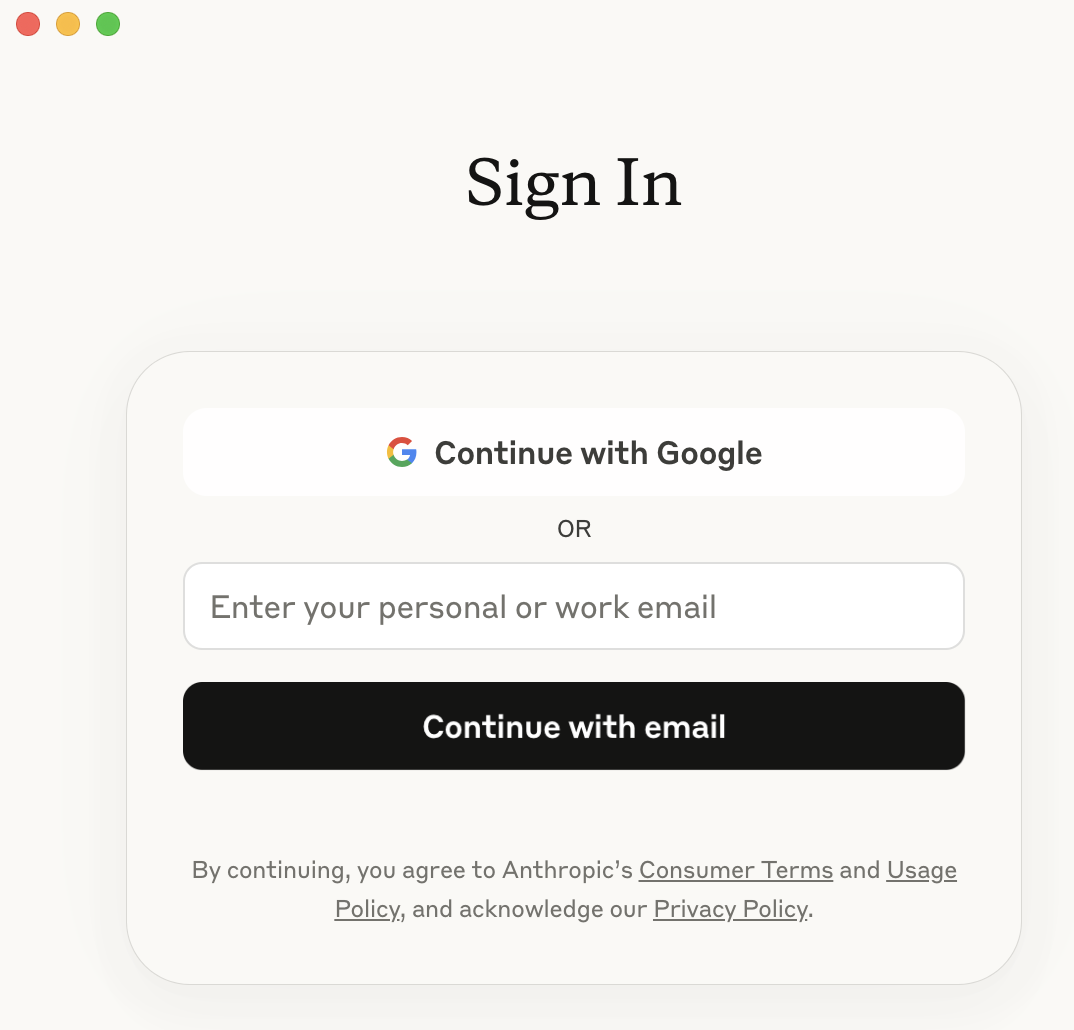 Sign In
Continue with Google
OR
Enter your personal or work email
Continue with email
By continuing, you agree to Anthropic’s Consumer Terms and Usage
Policy, and acknowledge our Privacy Policy.